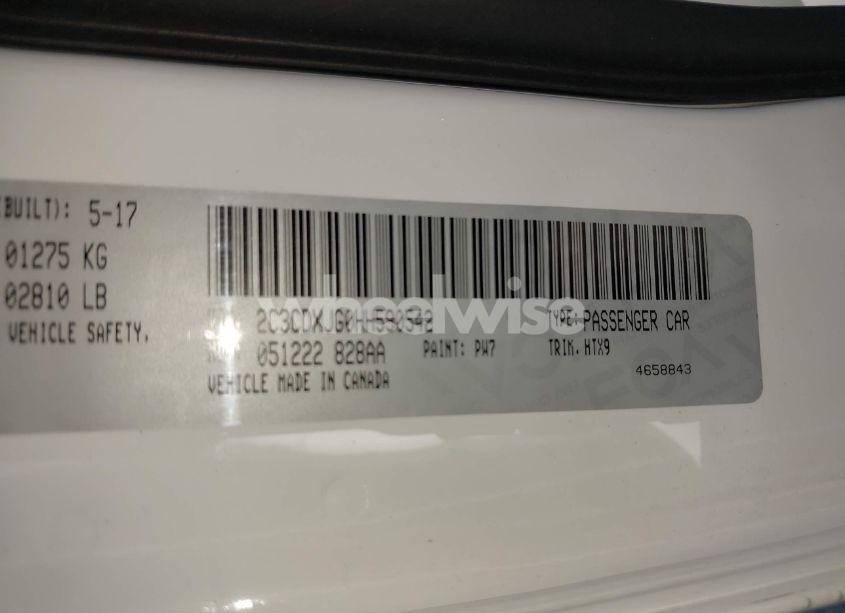 (BUILT): 5-17
01275 KG
02810 LB
VEHICLE SAFETY.
2C3CDXJG0HH590542 TYPE: PASSENGER CAR
051222 828AA PAINT: PW7 TRIM: HTX9
4658843
VEHICLE MADE IN CANADA
wheelwise